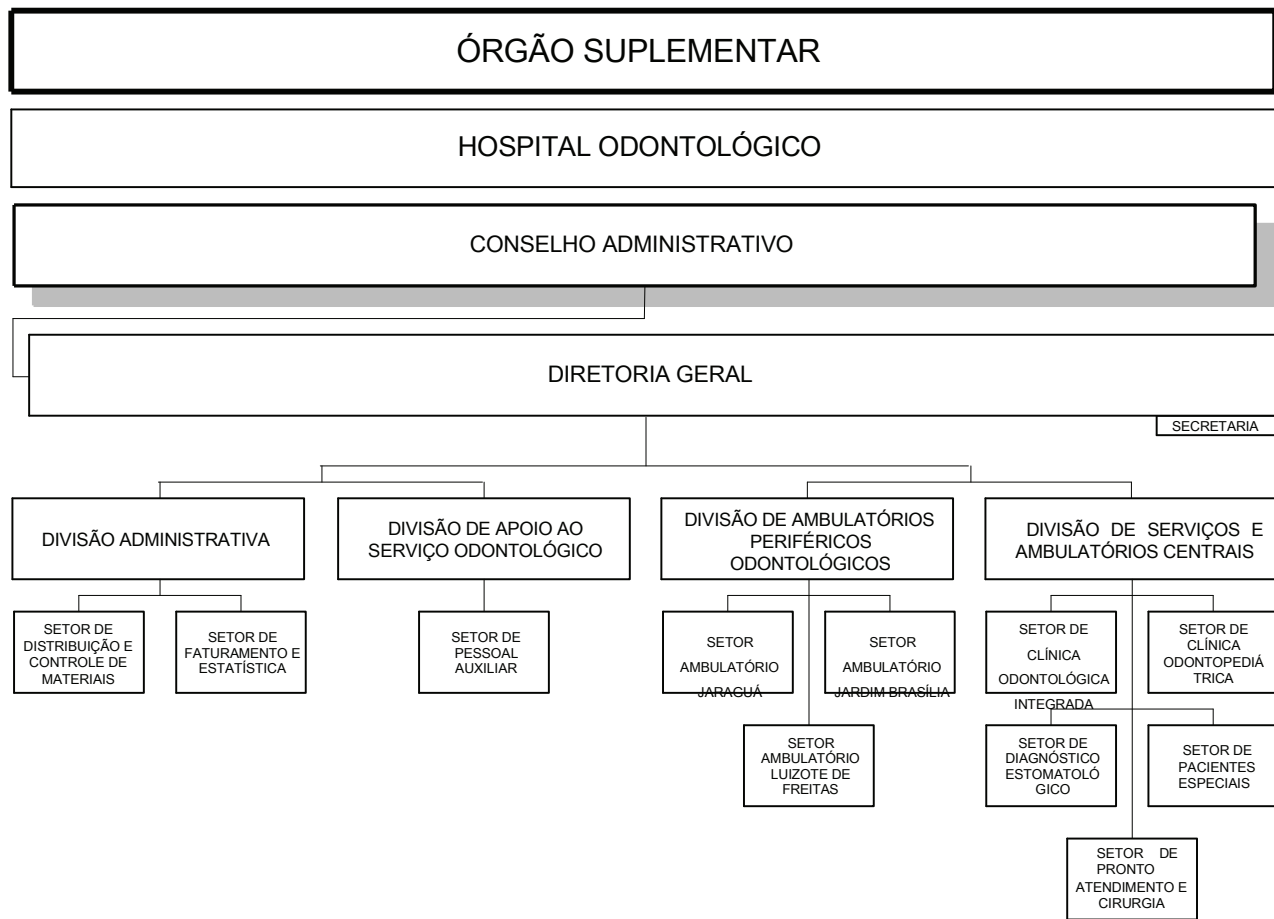 ÓRGÃO SUPLEMENTAR
HOSPITAL ODONTOLÓGICO
CONSELHO ADMINISTRATIVO
DIRETORIA GERAL
SECRETARIA
DIVISÃO ADMINISTRATIVA
DIVISÃO DE APOIO AO
SERVIÇO ODONTOLÓGICO
DIVISÃO DE AMBULATÓRIOS
PERIFÉRICOS
ODONTOLÓGICOS
DIVISÃO DE SERVIÇOS E
AMBULATÓRIOS CENTRAIS
SETOR DE
DISTRIBUIÇÃO E
CONTROLE DE
MATERIAIS
SETOR DE
FATURAMENTO E
ESTATÍSTICA
SETOR DE
PESSOAL
AUXILIAR
SETOR
AMBULATÓRIO
JARAGUÁ
SETOR
AMBULATÓRIO
JARDIM BRASÍLIA
SETOR DE
CLÍNICA
ODONTOLÓGICA
INTEGRADA
SETOR DE
CLÍNICA
ODONTOPEDIÁ
TRICA
SETOR
AMBULATÓRIO
LUIZOTE DE
FREITAS
SETOR DE
DIAGNÓSTICO
ESTOMATOLÓ
GICO
SETOR DE
PACIENTES
ESPECIAIS
SETOR DE
PRONTO
ATENDIMENTO E
CIRURGIA